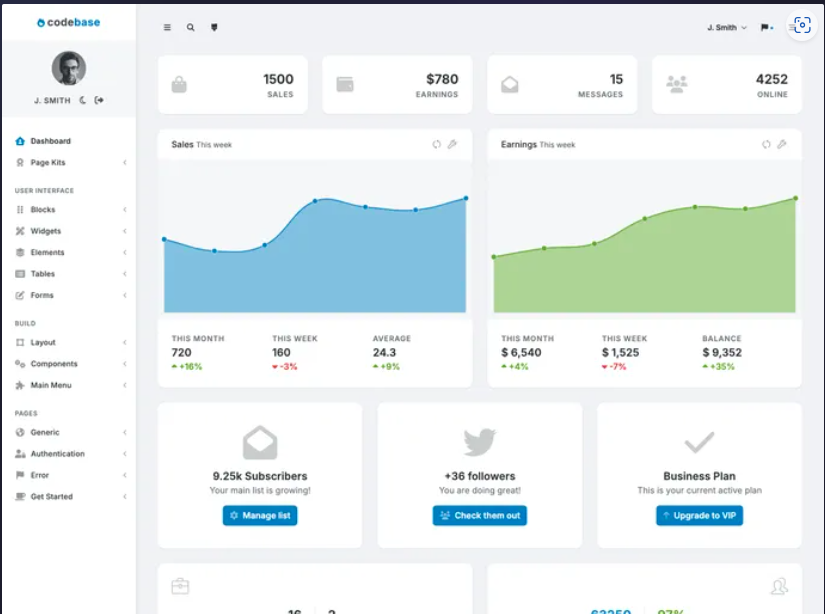 codebase
J. Smith
J. SMITH
1500
SALES
$780
EARNINGS
15
MESSAGES
4252
ONLINE
Dashboard
Page Kits
USER INTERFACE
Blocks
Widgets
Elements
Tables
Forms
BUILD
Layout
Components
Main Menu
PAGES
Generic
Authentication
Error
Get Started
Sales This week
THIS MONTH
720
+16%
THIS WEEK
160
-3%
AVERAGE
24.3
+9%
Earnings This week
THIS MONTH
$ 6,540
+4%
THIS WEEK
$ 1,525
-7%
BALANCE
$ 9,352
+35%
9.25k Subscribers
Your main list is growing!
Manage list
+36 followers
You are doing great!
Check them out
Business Plan
This is your current active plan
Upgrade to VIP
16
63250
97%